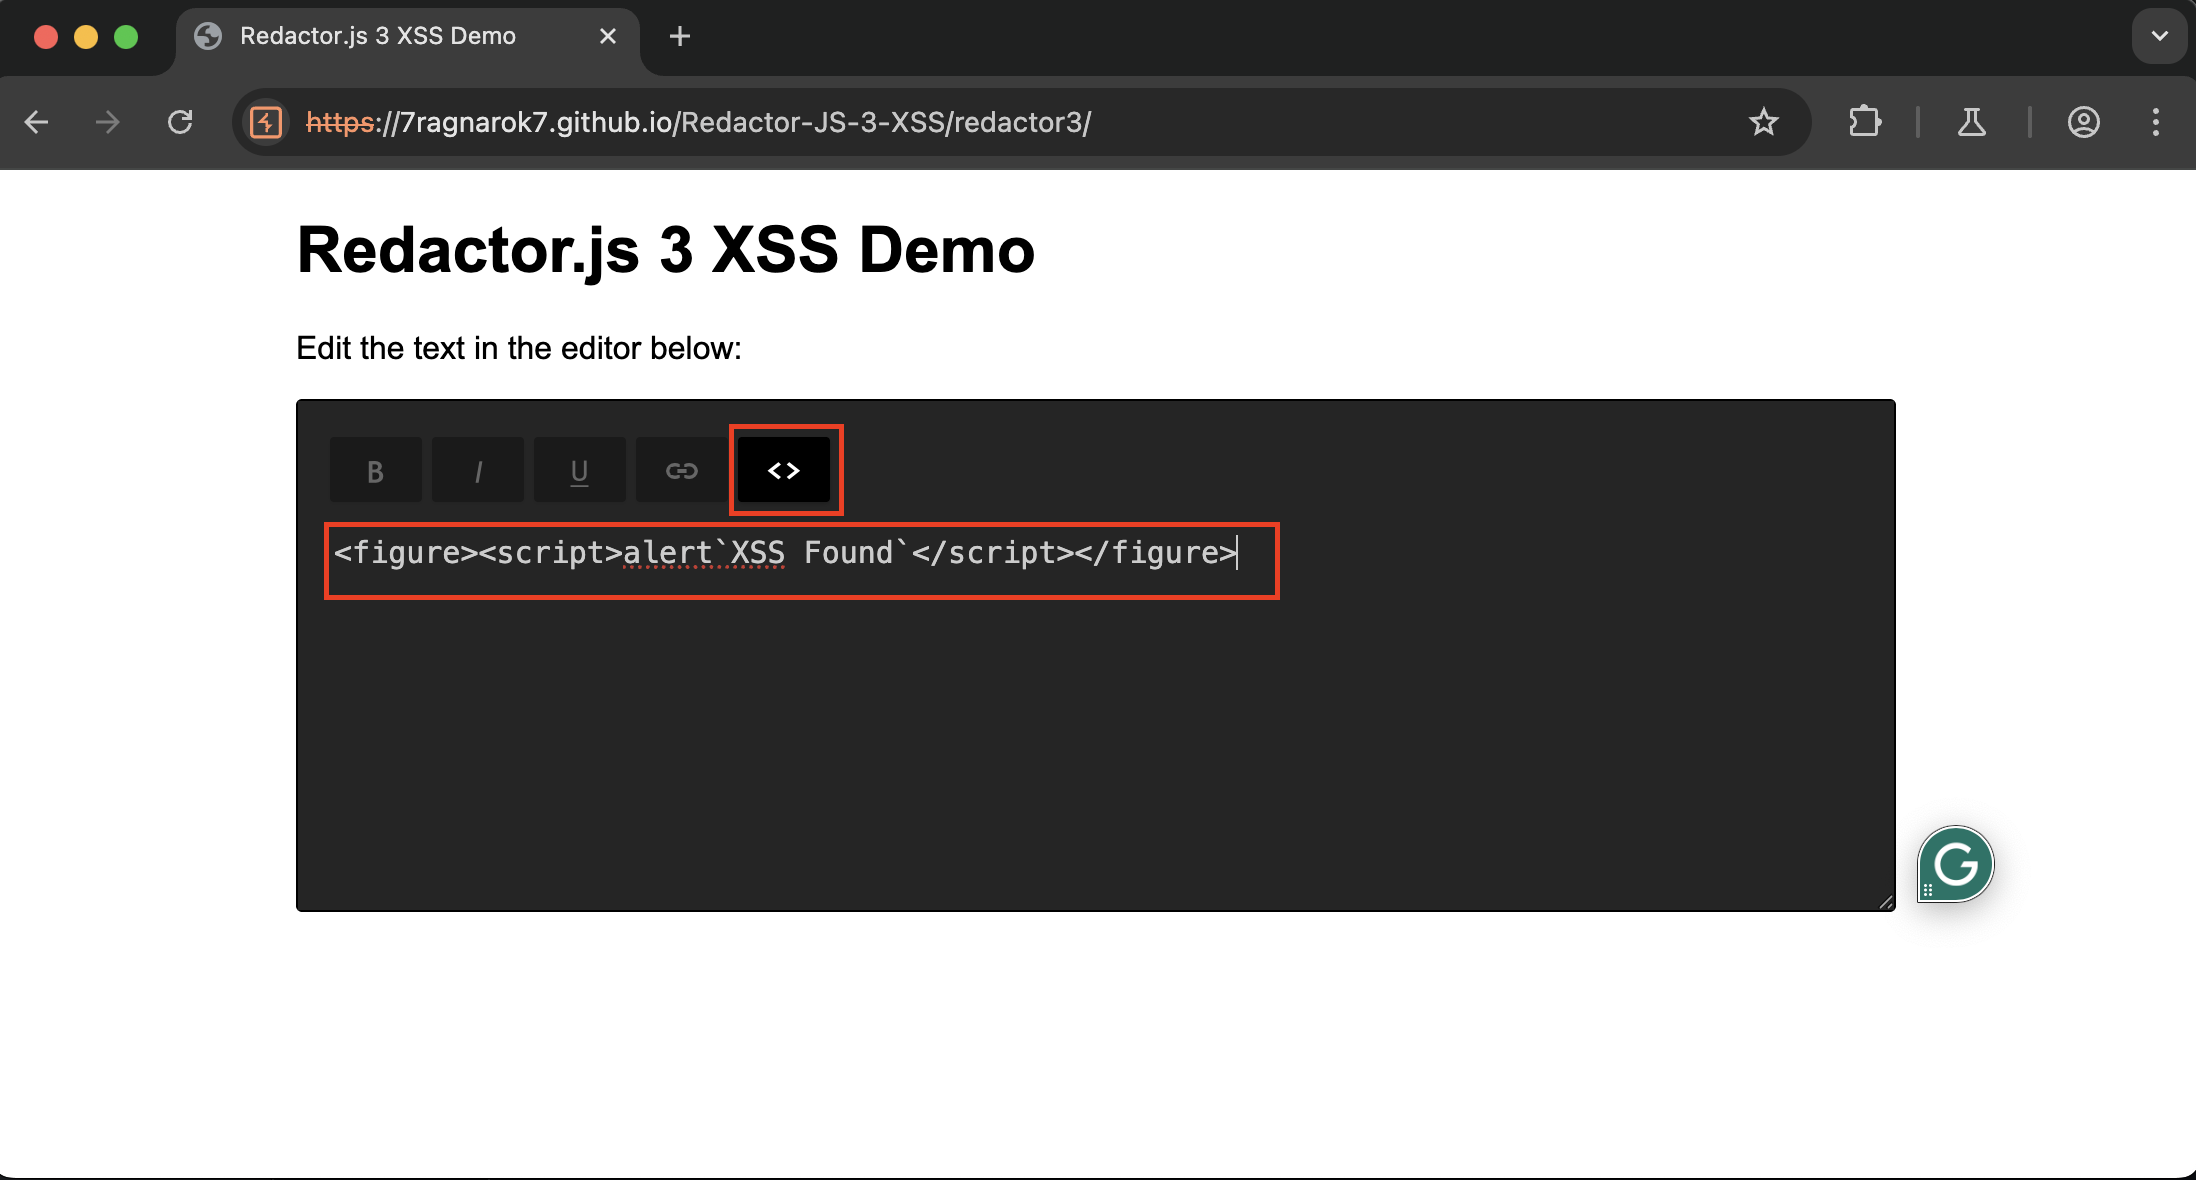 Redactor.js 3 XSS Demo
https://7ragnarok7.github.io/Redactor-JS-3-XSS/redactor3/
Redactor.js 3 XSS Demo
Edit the text in the editor below:
B I U <>
<figure><script>alert`XSS Found`</script></figure>
G